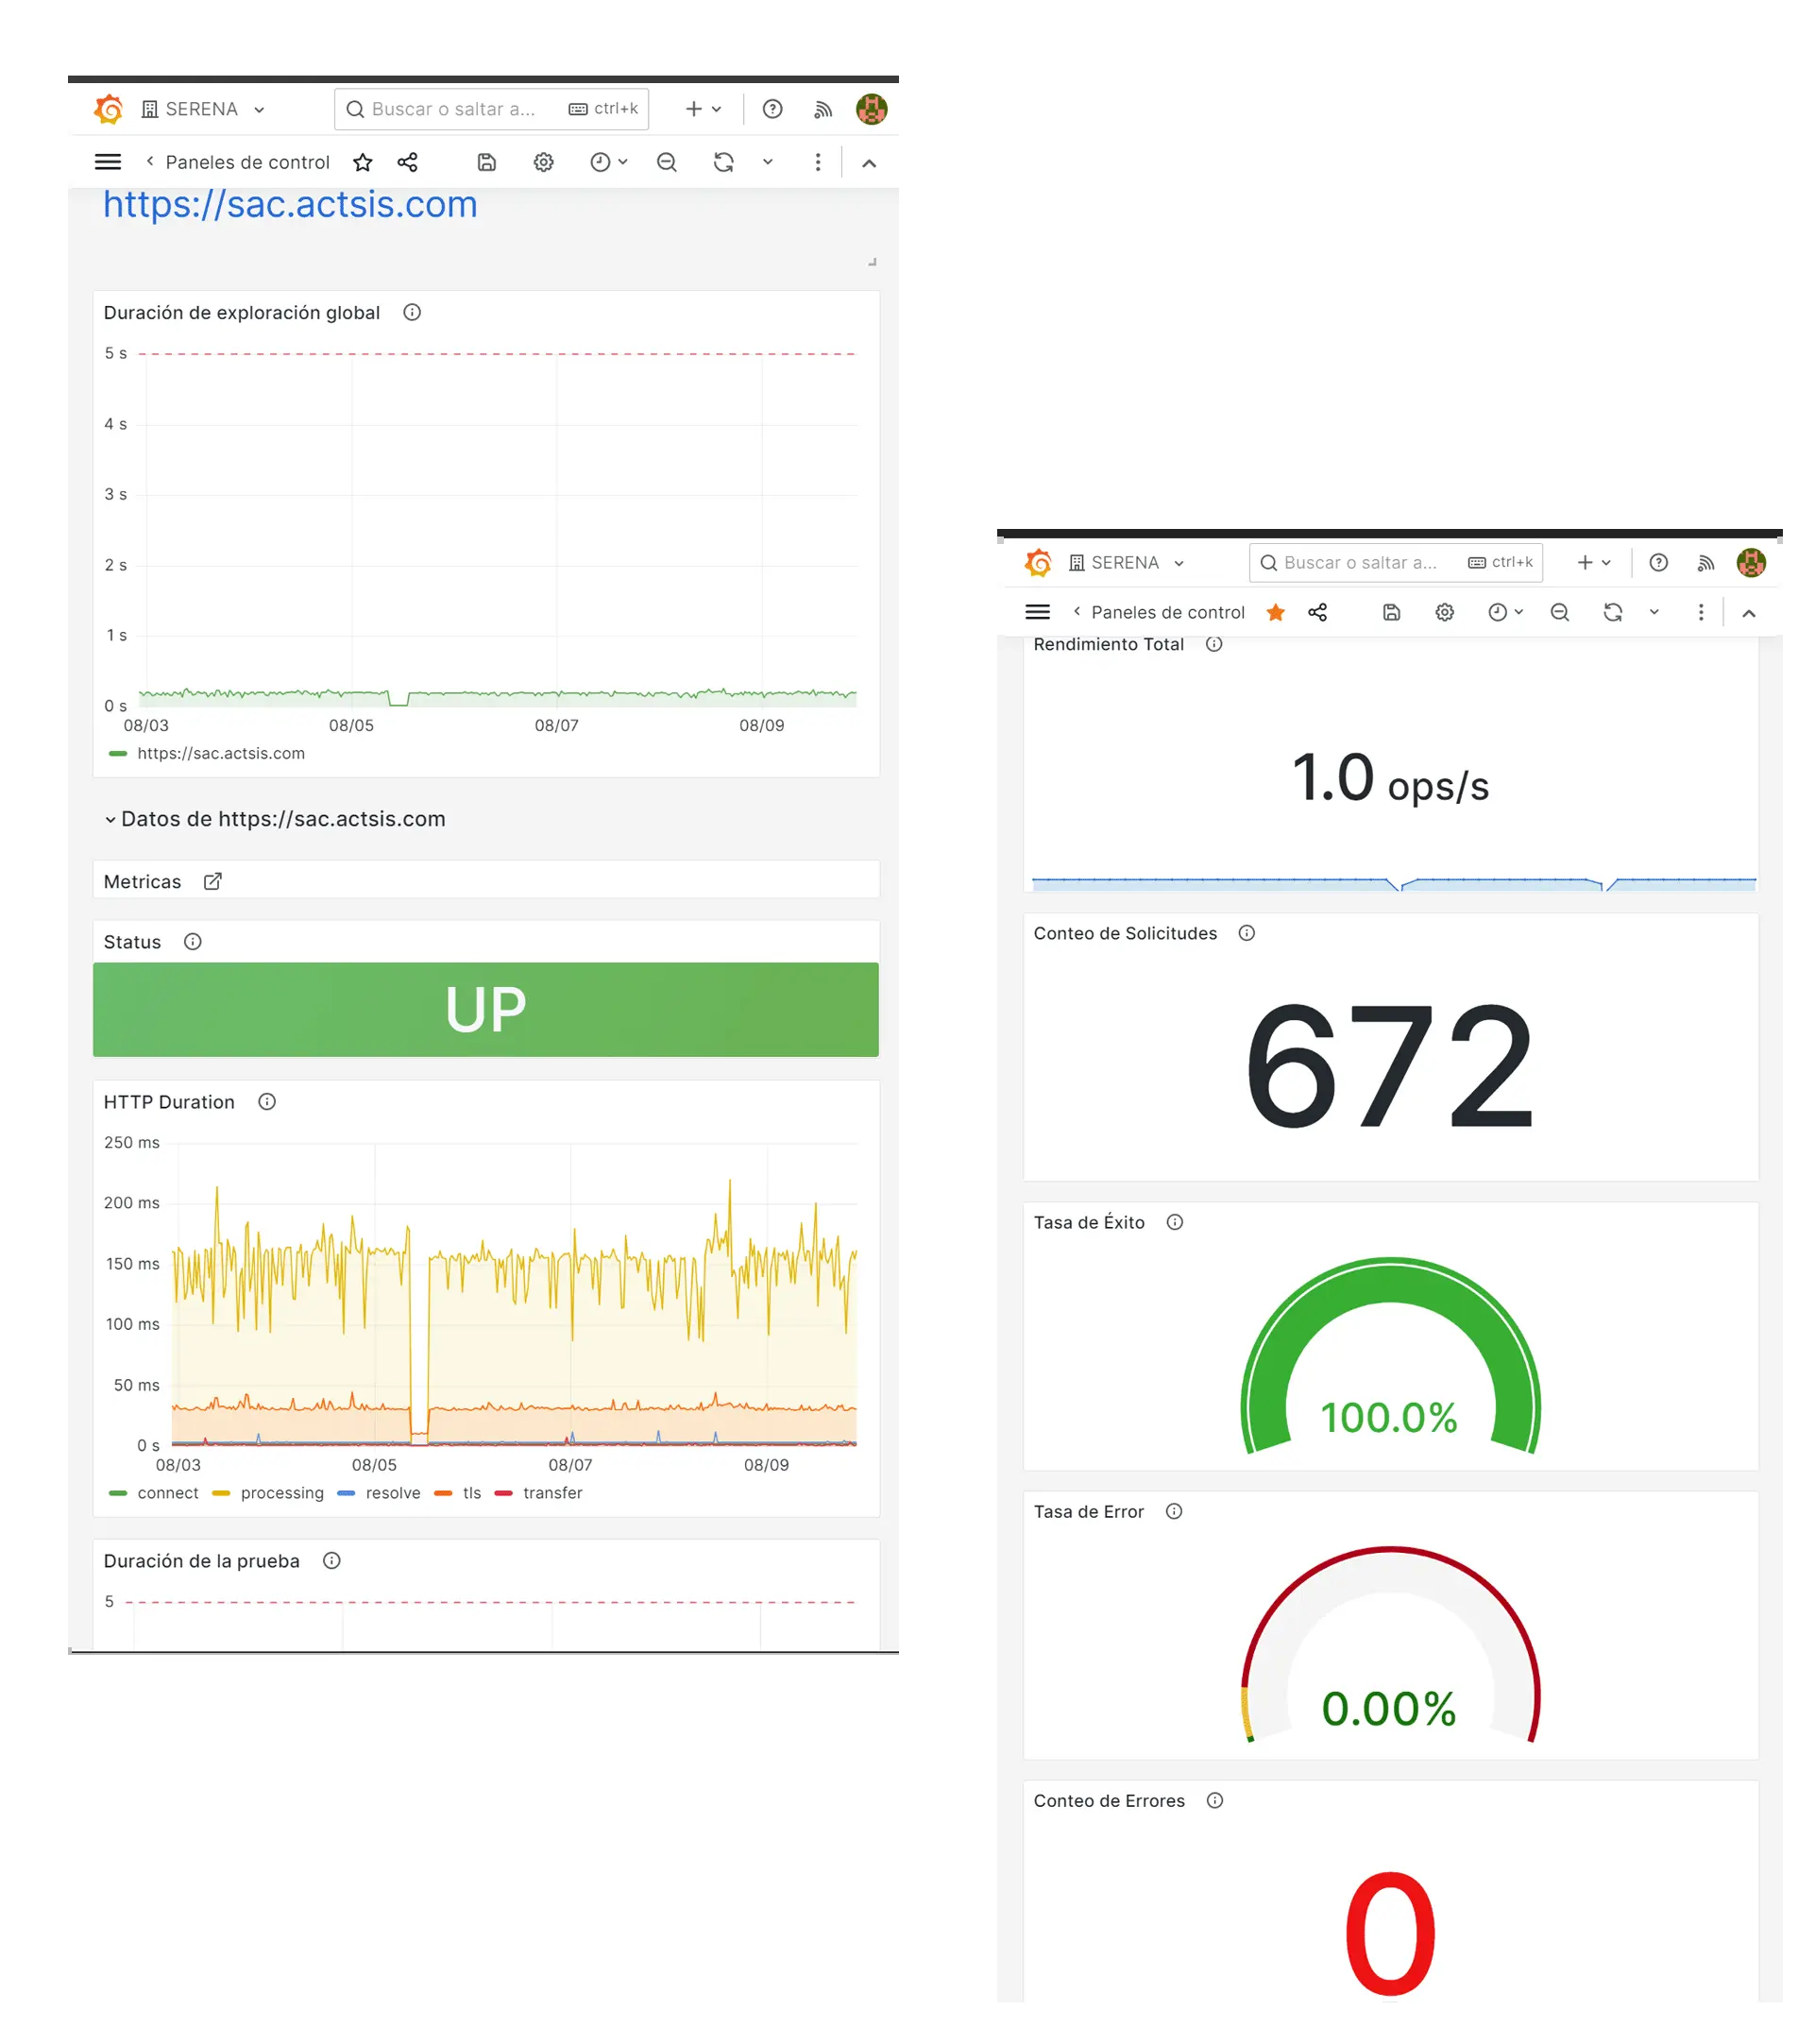 SERENA
Buscar o saltar a...
ctrl+k
Paneles de control
https://sac.actsis.com
Duración de exploración global
5 s
4 s
3 s
2 s
1 s
0 s
08/03 08/05 08/07 08/09
https://sac.actsis.com
Datos de https://sac.actsis.com
Metricas
Status
UP
HTTP Duration
250 ms
200 ms
150 ms
100 ms
50 ms
0 s
08/03 08/05 08/07 08/09
connect processing resolve tls transfer
Duración de la prueba
5
SERENA
Buscar o saltar a...
ctrl+k
Paneles de control
Rendimiento Total
1.0 ops/s
Conteo de Solicitudes
672
Tasa de Éxito
100.0%
Tasa de Error
0.00%
Conteo de Errores
0